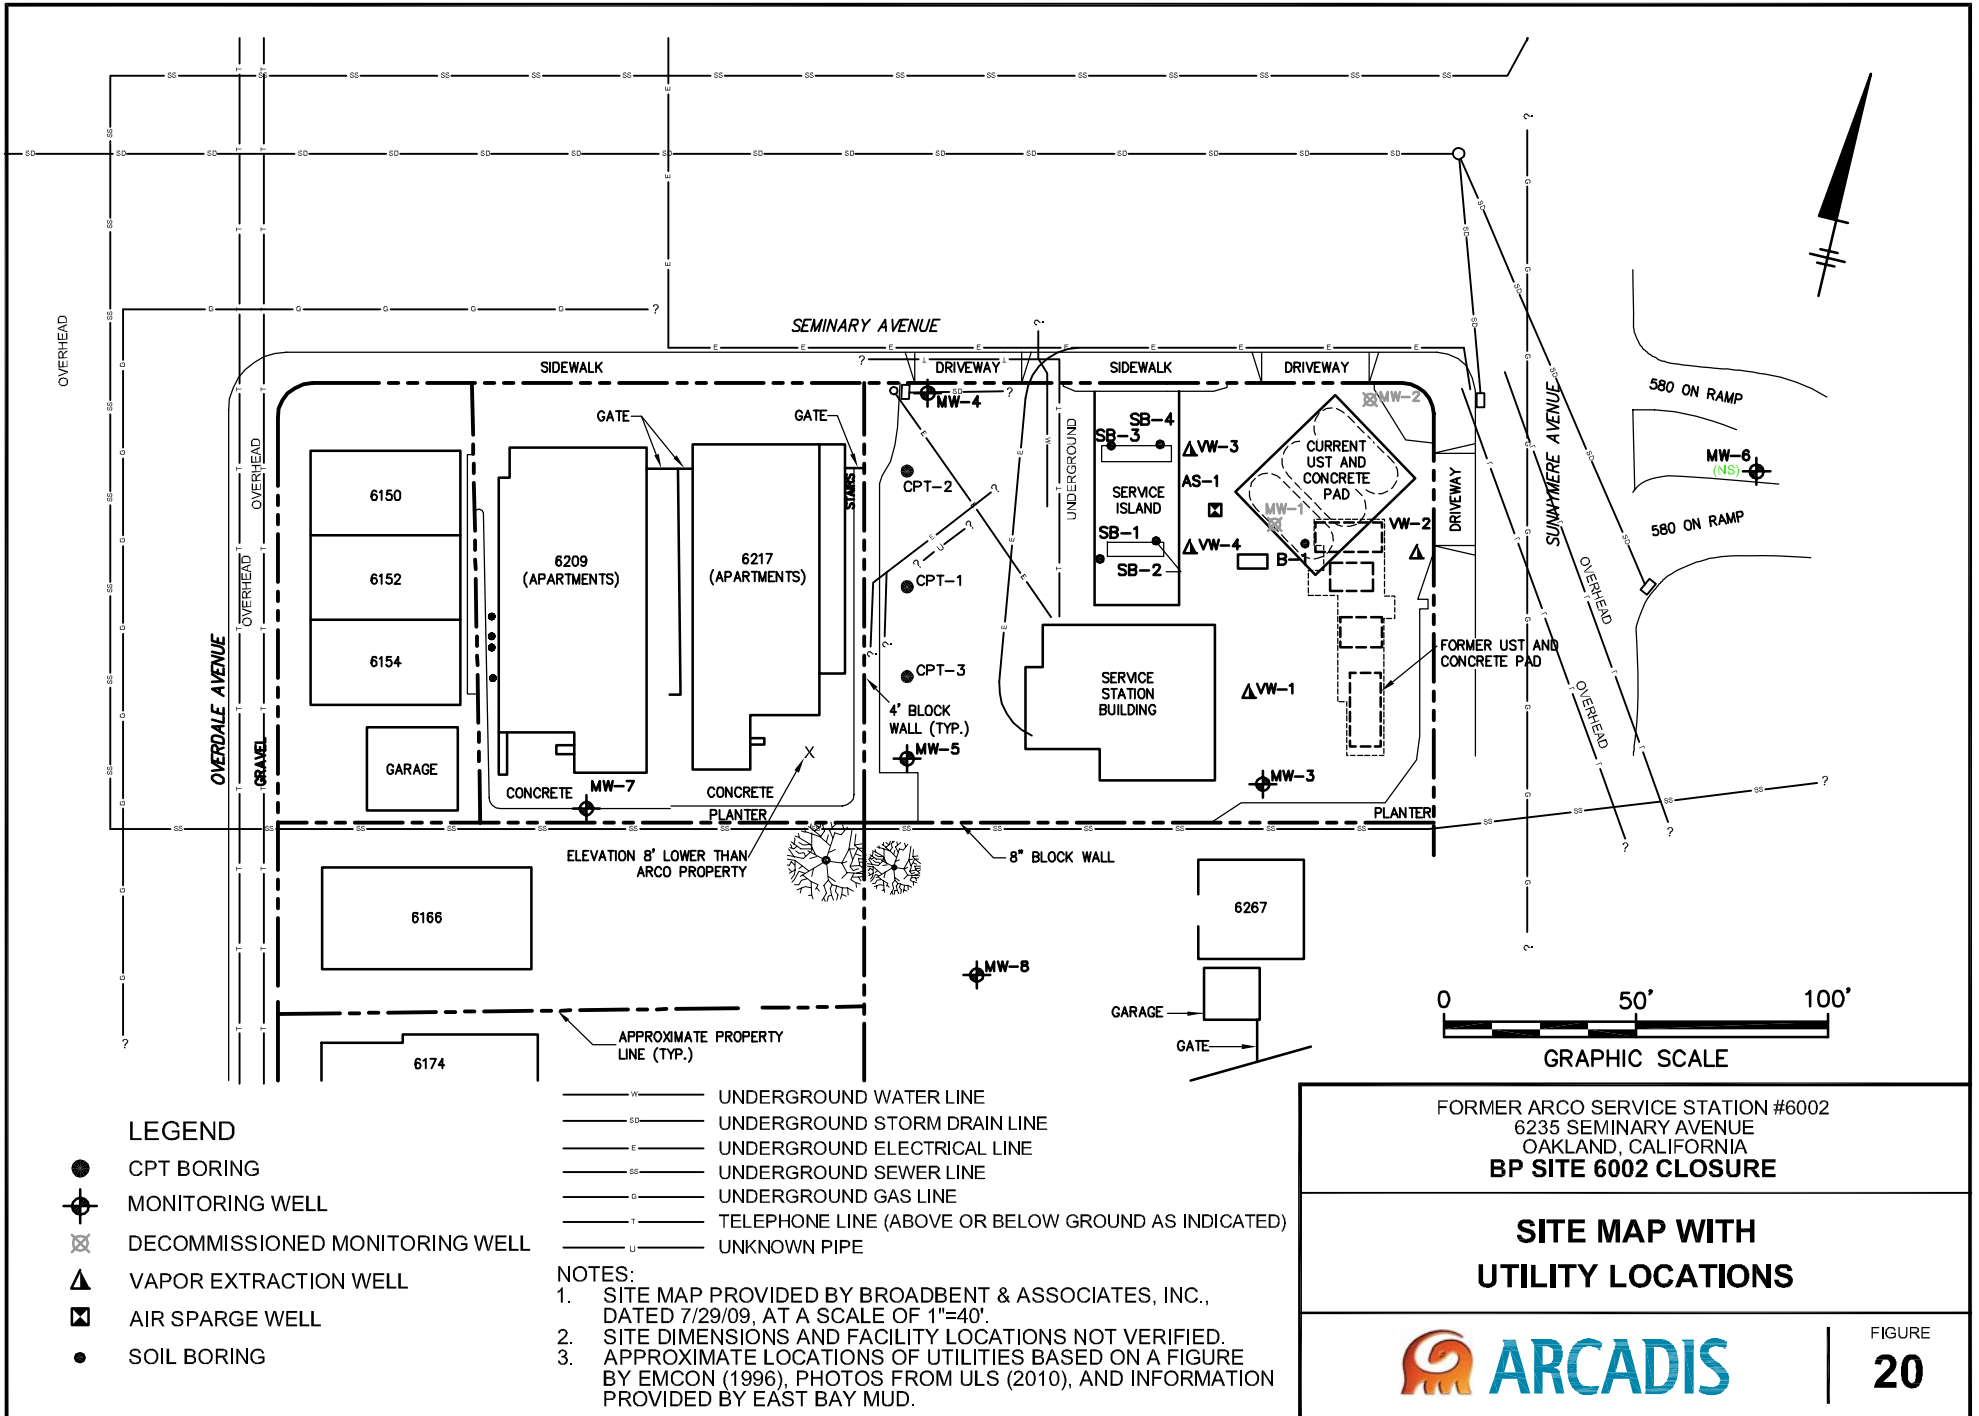 OVERHEAD
SEMINARY AVENUE
SIDEWALK
DRIVEWAY
SIDEWALK
DRIVEWAY
580 ON RAMP
MW-6
(NS)
580 ON RAMP
SUNNYMERE AVENUE
OVERHEAD
OVERHEAD
DRIVEWAY
GATE
GATE
STAIRS
MW-4
MW-2
SB-4
SB-3
VW-3
AS-1
SERVICE
ISLAND
SB-1
SB-2
VW-4
UNDERGROUND
CURRENT
UST AND
CONCRETE
PAD
MW-1
B-1
VW-2
CPT-2
CPT-1
CPT-3
OVERHEAD
OVERHEAD
6150
6152
6154
GARAGE
6209
(APARTMENTS)
6217
(APARTMENTS)
FORMER UST AND
CONCRETE PAD
SERVICE
STATION
BUILDING
VW-1
4' BLOCK
WALL (TYP.)
MW-5
MW-3
OVERDALE AVENUE
GRAVEL
CONCRETE
MW-7
CONCRETE
PLANTER
PLANTER
ELEVATION 8' LOWER THAN
ARCO PROPERTY
8" BLOCK WALL
6166
6267
MW-8
GARAGE
GATE
APPROXIMATE PROPERTY
LINE (TYP.)
6174
0 50' 100'
GRAPHIC SCALE
LEGEND
CPT BORING
MONITORING WELL
DECOMMISSIONED MONITORING WELL
VAPOR EXTRACTION WELL
AIR SPARGE WELL
SOIL BORING
W UNDERGROUND WATER LINE
SD UNDERGROUND STORM DRAIN LINE
E UNDERGROUND ELECTRICAL LINE
SS UNDERGROUND SEWER LINE
G UNDERGROUND GAS LINE
T TELEPHONE LINE (ABOVE OR BELOW GROUND AS INDICATED)
U UNKNOWN PIPE
NOTES:
1. SITE MAP PROVIDED BY BROADBENT & ASSOCIATES, INC.,
DATED 7/29/09, AT A SCALE OF 1"=40'.
2. SITE DIMENSIONS AND FACILITY LOCATIONS NOT VERIFIED.
3. APPROXIMATE LOCATIONS OF UTILITIES BASED ON A FIGURE
BY EMCON (1996), PHOTOS FROM ULS (2010), AND INFORMATION
PROVIDED BY EAST BAY MUD.
FORMER ARCO SERVICE STATION #6002
6235 SEMINARY AVENUE
OAKLAND, CALIFORNIA
BP SITE 6002 CLOSURE
SITE MAP WITH
UTILITY LOCATIONS
ARCADIS
FIGURE
20